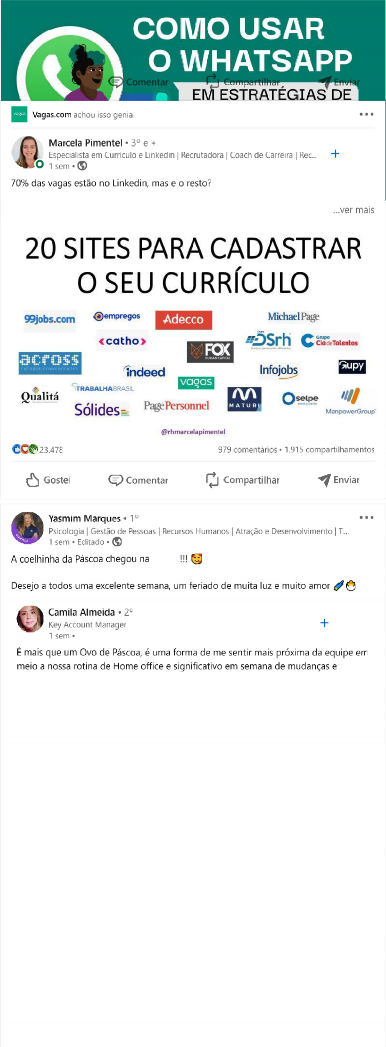 COMO USAR
O WHATSAPP
Comentar Compartilhar Enviar
EM ESTRATÉGIAS DE
vagas Vagas.com achou isso genial
Marcela Pimentel • 3º e +
Especialista em Currículo e Linkedin | Recrutadora | Coach de Carreira | Rec...
1 sem •
70% das vagas estão no Linkedin, mas e o resto?
...ver mais
20 SITES PARA CADASTRAR
O SEU CURRÍCULO
99jobs.com empregos Adecco Michael Page
catho FOX HUMAN CAPITAL DSrh Grupo Cia de Talentos
across indeed Infojobs gupy
Qualitá TRABALHABRASIL vagas
Sólides PagePersonnel MATURI selpe ManpowerGroup
@rhmarcelapimentel
23.478 979 comentários • 1.915 compartilhamentos
Gostei Comentar Compartilhar Enviar
Yasmim Marques • 1º
Psicologia | Gestão de Pessoas | Recursos Humanos | Atração e Desenvolvimento | T...
1 sem • Editado •
A coelhinha da Páscoa chegou na !!! 🥰
Desejo a todos uma excelente semana, um feriado de muita luz e muito amor
Camila Almeida • 2º
Key Account Manager
1 sem •
É mais que um Ovo de Páscoa, é uma forma de me sentir mais próxima da equipe em
meio a nossa rotina de Home office e significativo em semana de mudanças e